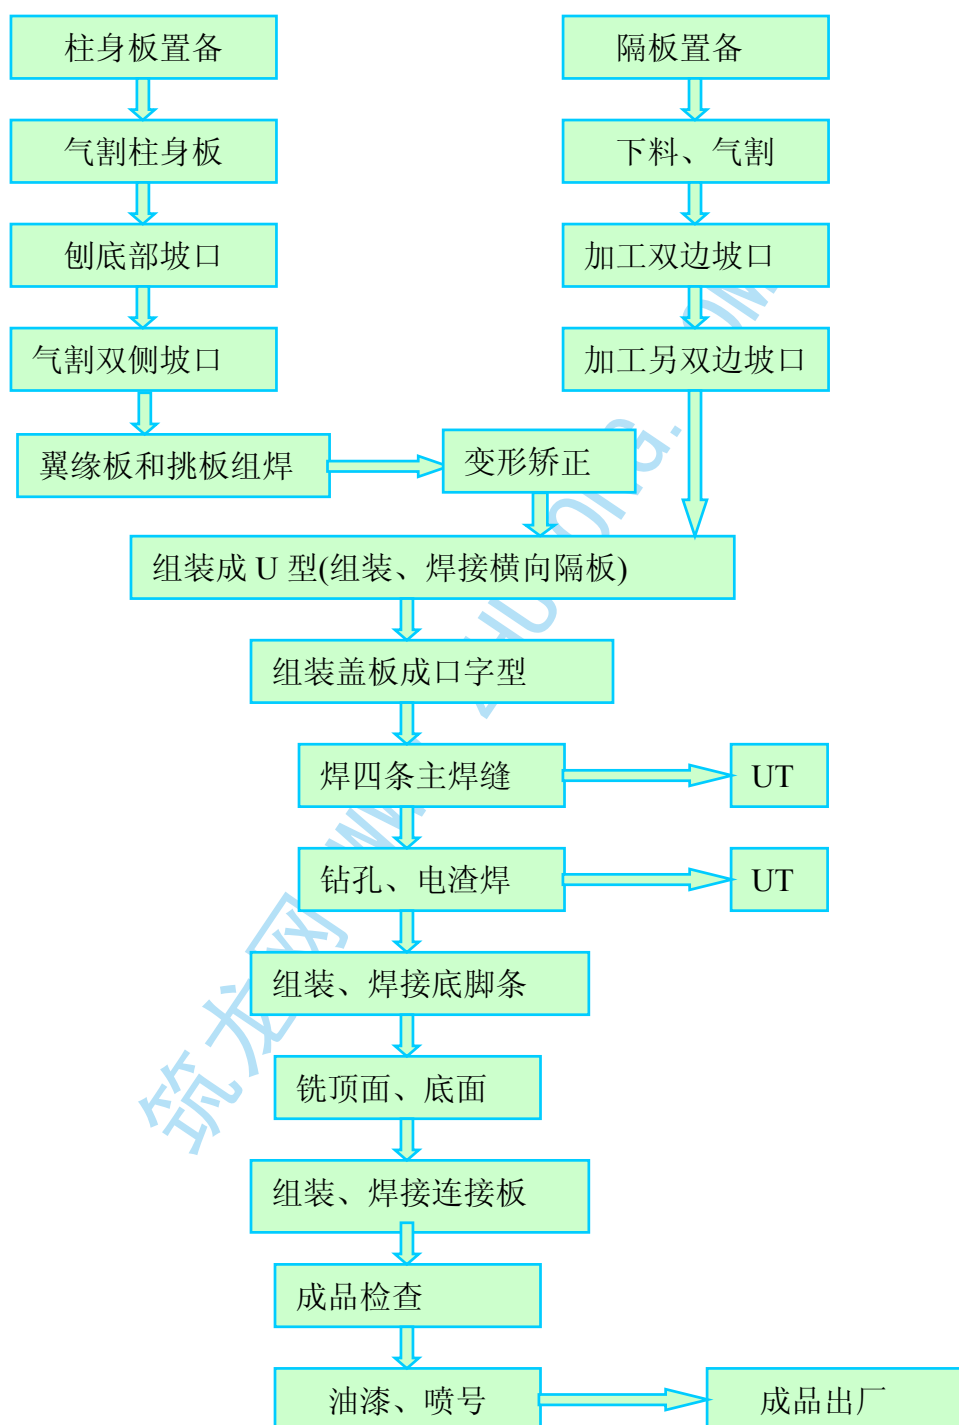 柱身板置备
隔板置备
气割柱身板
下料、气割
刨底部坡口
加工双边坡口
气割双侧坡口
加工另双边坡口
翼缘板和挑板组焊
变形矫正
组装成 U 型(组装、焊接横向隔板)
组装盖板成口字型
焊四条主焊缝
UT
钻孔、电渣焊
UT
组装、焊接底脚条
铣顶面、底面
组装、焊接连接板
成品检查
油漆、喷号
成品出厂
筑龙网